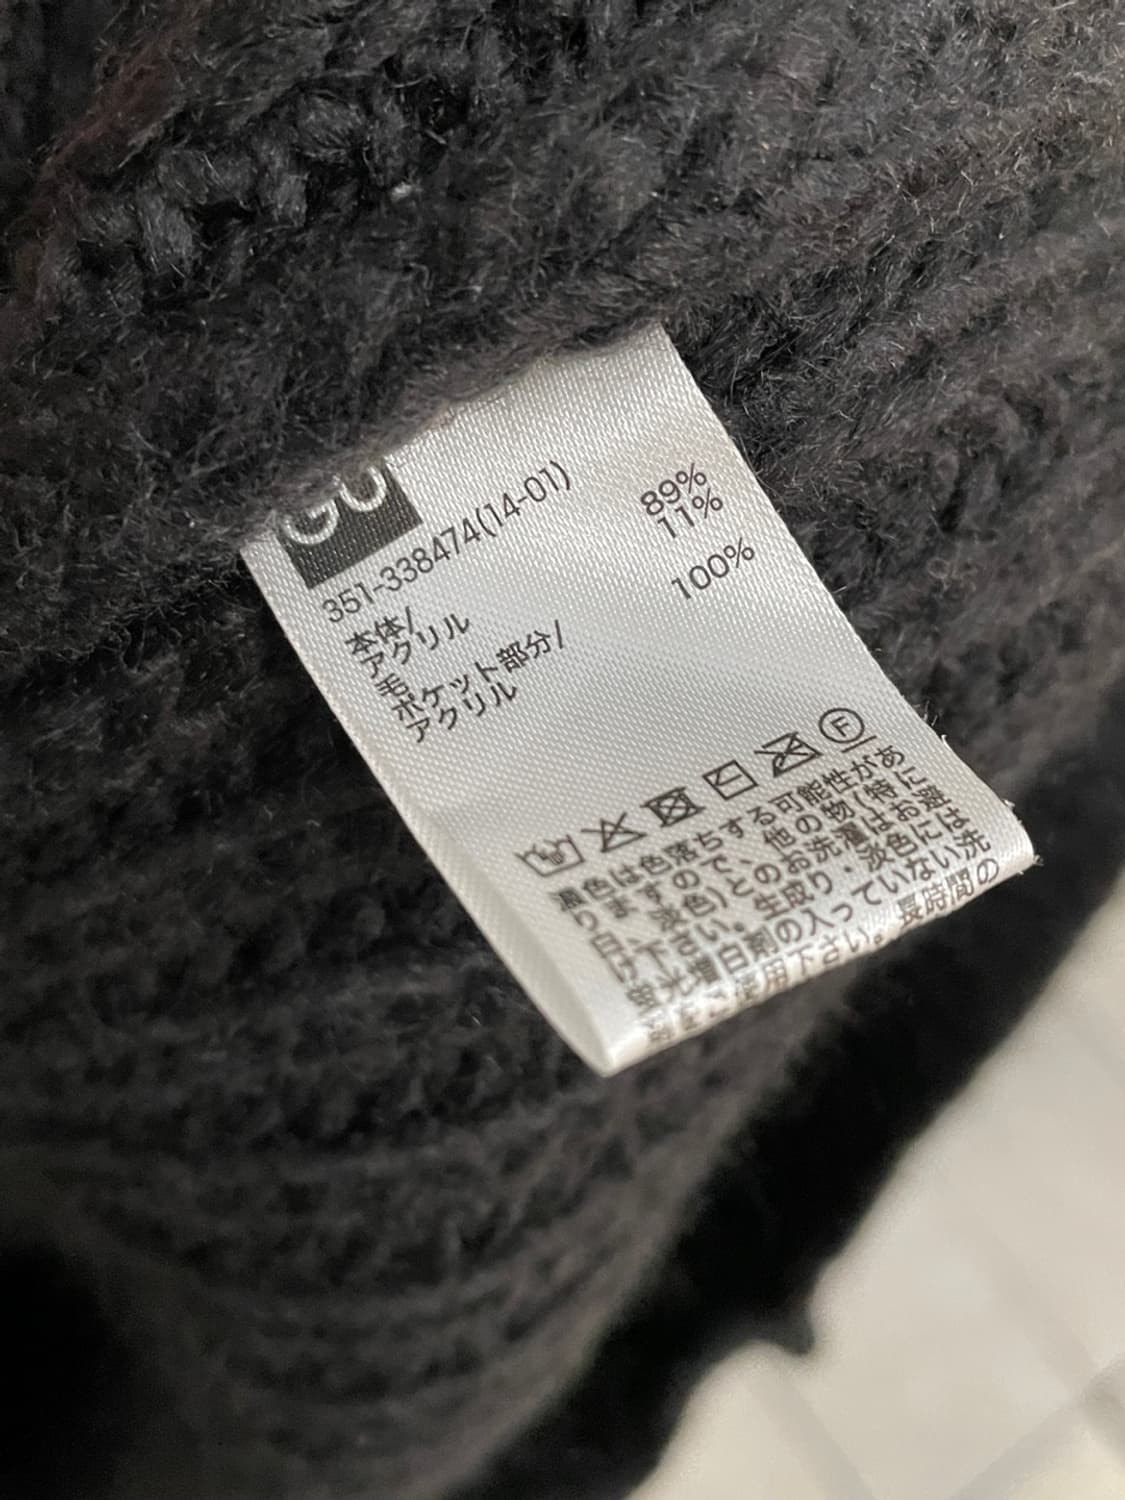 GU
351-338474(14-01)
本体/
アクリル 89%
毛 11%
ポケット部分/
アクリル 100%
F
濃色は色落ちする可能性があ
りますので、他の物(特に
白、淡色)とのお洗濯はお避
け下さい。生成り・淡色には
蛍光増白剤の入っていない洗
剤をご使用下さい。長時間の